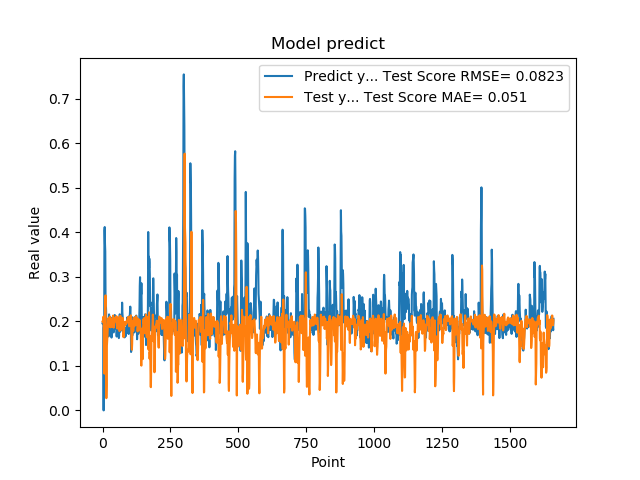 Model predict
Predict y... Test Score RMSE= 0.0823
Test y... Test Score MAE= 0.051
0.7
0.6
0.5
0.4
0.3
0.2
0.1
0.0
Real value
0 250 500 750 1000 1250 1500
Point